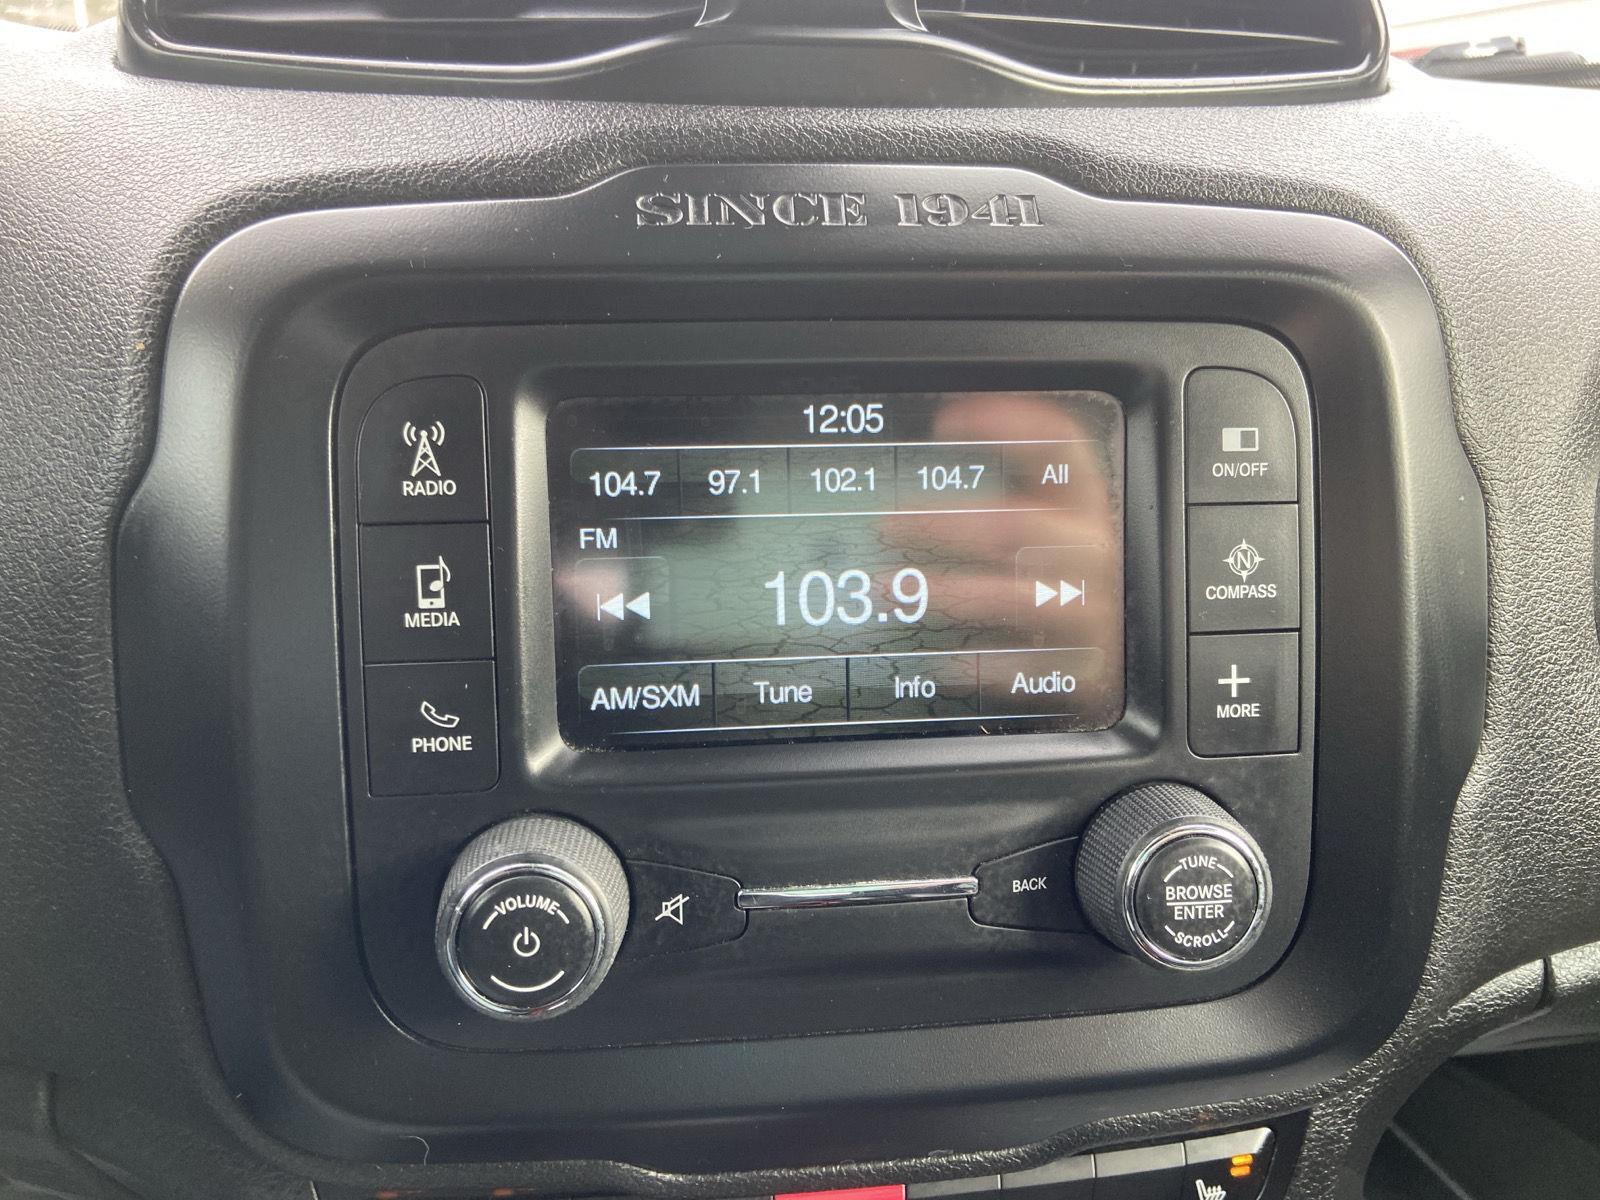 SINCE 1941
RADIO
MEDIA
PHONE
12:05
104.7 97.1 102.1 104.7 All
FM
103.9
AM/SXM Tune Info Audio
ON/OFF
N
COMPASS
MORE
VOLUME
BACK
TUNE
BROWSE
ENTER
SCROLL